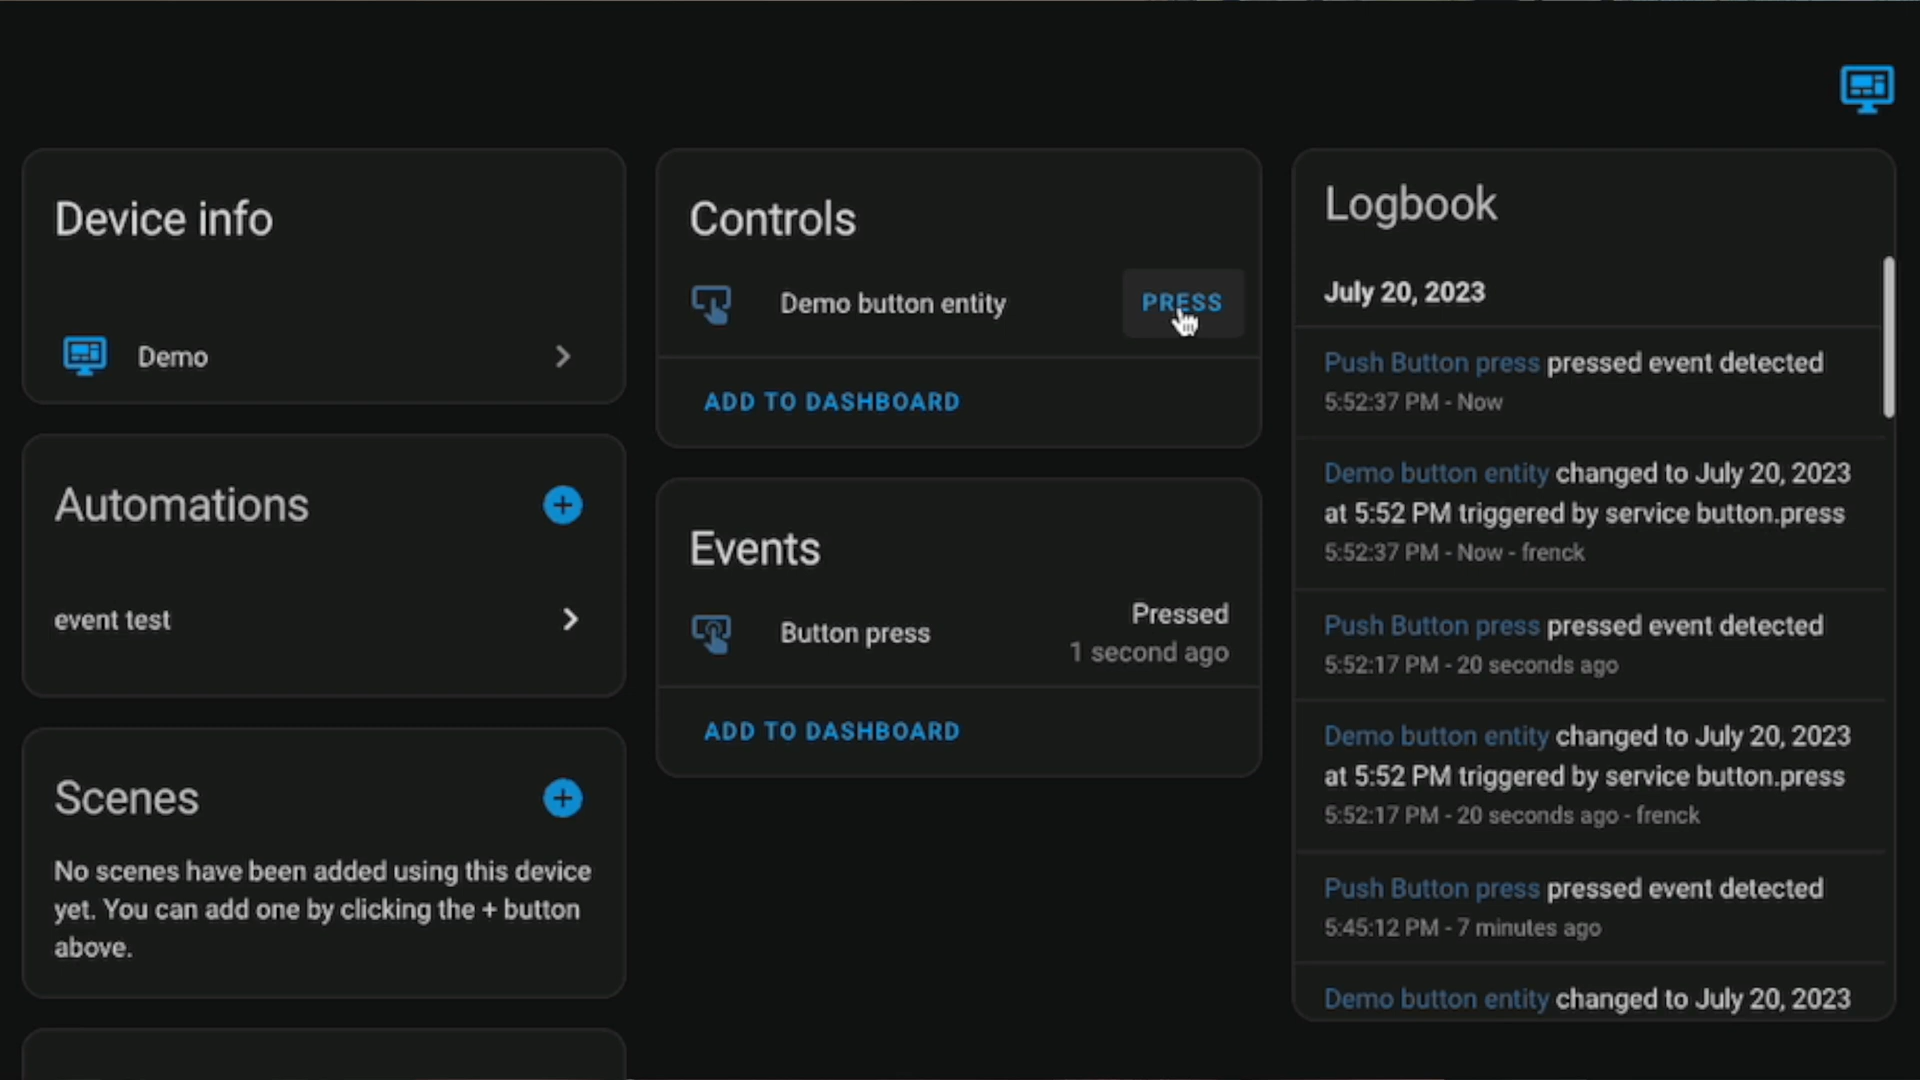 Device info
Demo
Automations
event test
Scenes
No scenes have been added using this device
yet. You can add one by clicking the + button
above.
Controls
Demo button entity
PRESS
ADD TO DASHBOARD
Events
Button press
Pressed
1 second ago
ADD TO DASHBOARD
Logbook
July 20, 2023
Push Button press pressed event detected
5:52:37 PM - Now
Demo button entity changed to July 20, 2023
at 5:52 PM triggered by service button.press
5:52:37 PM - Now - frenck
Push Button press pressed event detected
5:52:17 PM - 20 seconds ago
Demo button entity changed to July 20, 2023
at 5:52 PM triggered by service button.press
5:52:17 PM - 20 seconds ago - frenck
Push Button press pressed event detected
5:45:12 PM - 7 minutes ago
Demo button entity changed to July 20, 2023